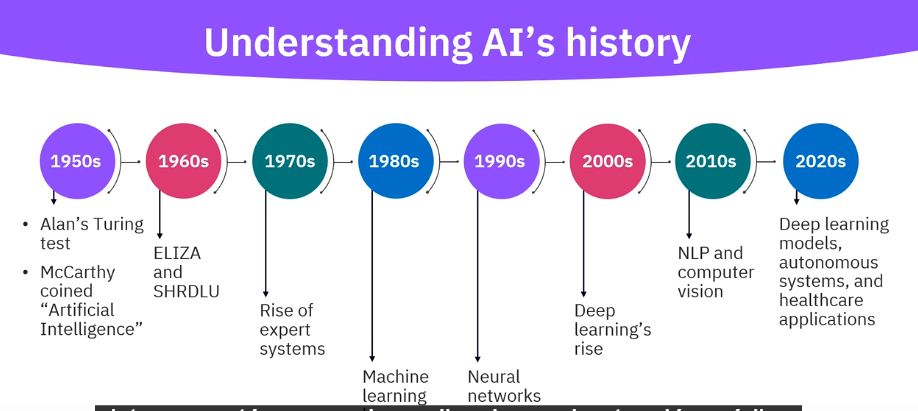 Understanding AI's history
1950s
1960s
1970s
1980s
1990s
2000s
2010s
2020s
• Alan's Turing
test
• McCarthy
coined
“Artificial
Intelligence”
ELIZA
and
SHRDLU
Rise of
expert
systems
Machine
learning
Neural
networks
Deep
learning's
rise
NLP and
computer
vision
Deep learning
models,
autonomous
systems, and
healthcare
applications